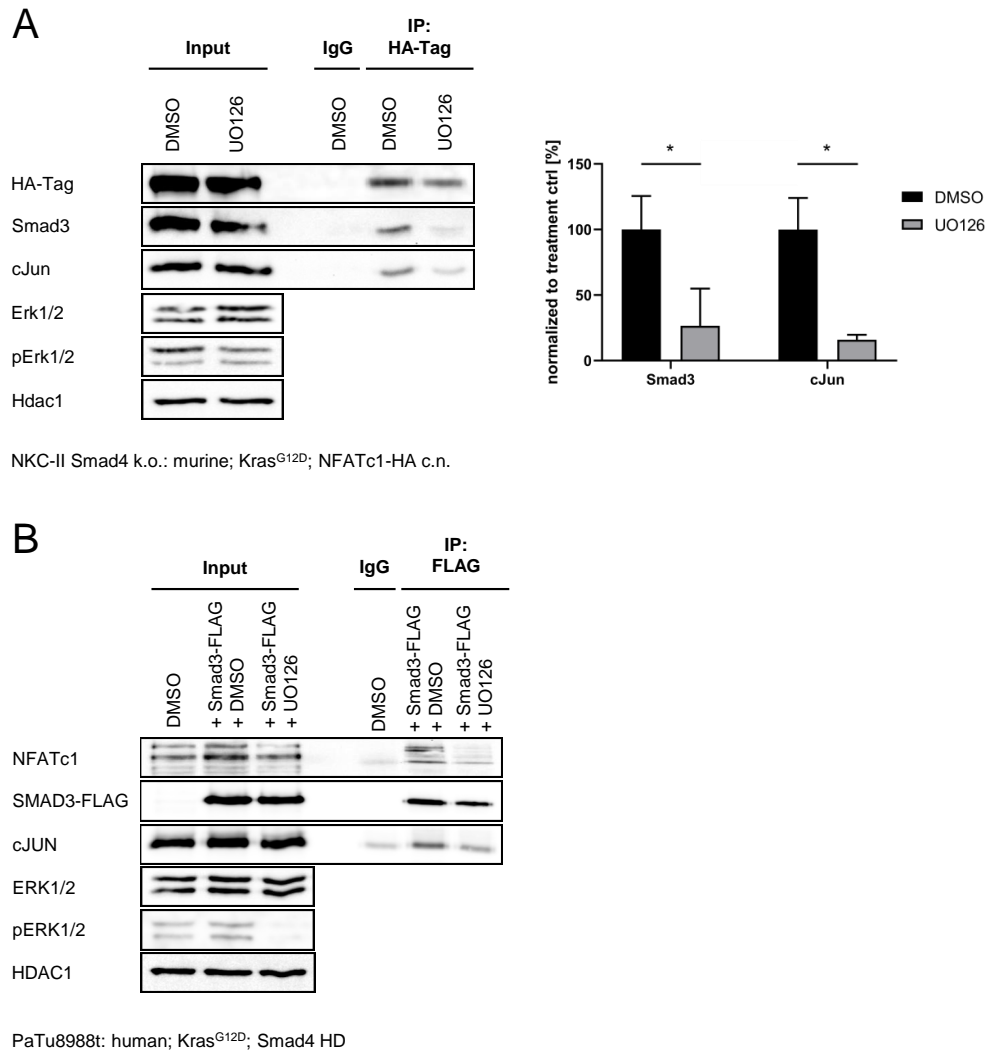 A
Input
IgG
IP:
HA-Tag
DMSO
UO126
DMSO
DMSO
UO126
HA-Tag
Smad3
cJun
Erk1/2
pErk1/2
Hdac1
normalized to treatment ctrl [%]
150
100
50
0
*
*
Smad3
cJun
DMSO
UO126
NKC-II Smad4 k.o.: murine; KrasG12D; NFATc1-HA c.n.
B
Input
IgG
IP:
FLAG
DMSO
+ Smad3-FLAG
+ DMSO
+ Smad3-FLAG
+ UO126
DMSO
+ Smad3-FLAG
+ DMSO
+ Smad3-FLAG
+ UO126
NFATc1
SMAD3-FLAG
cJUN
ERK1/2
pERK1/2
HDAC1
PaTu8988t: human; KrasG12D; Smad4 HD